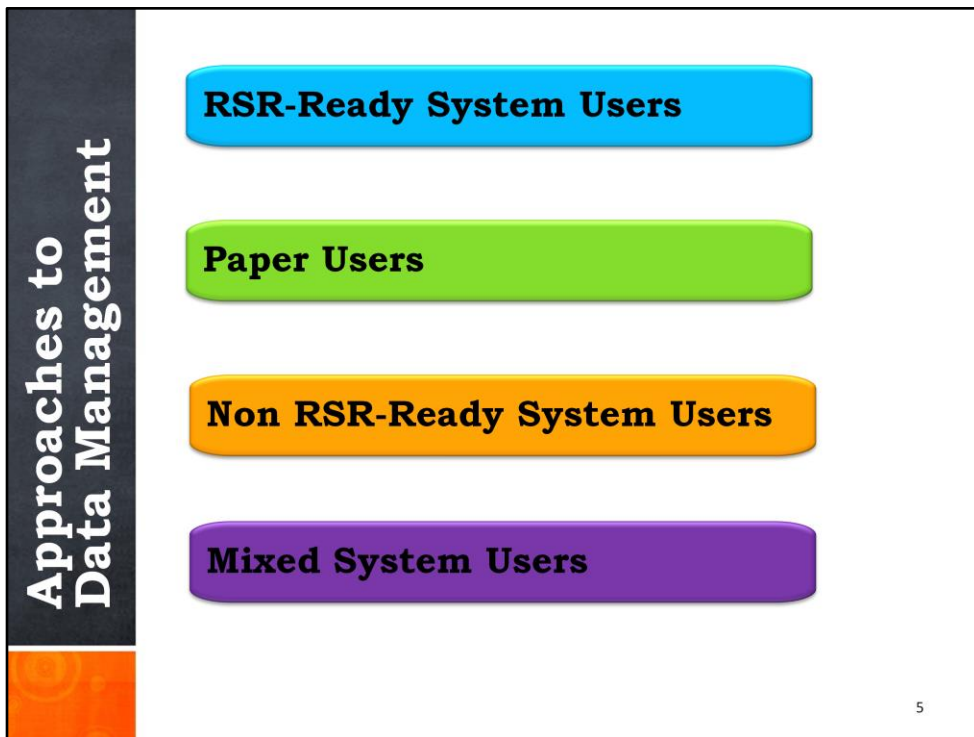 Approaches to
Data Management
RSR-Ready System Users
Paper Users
Non RSR-Ready System Users
Mixed System Users
5